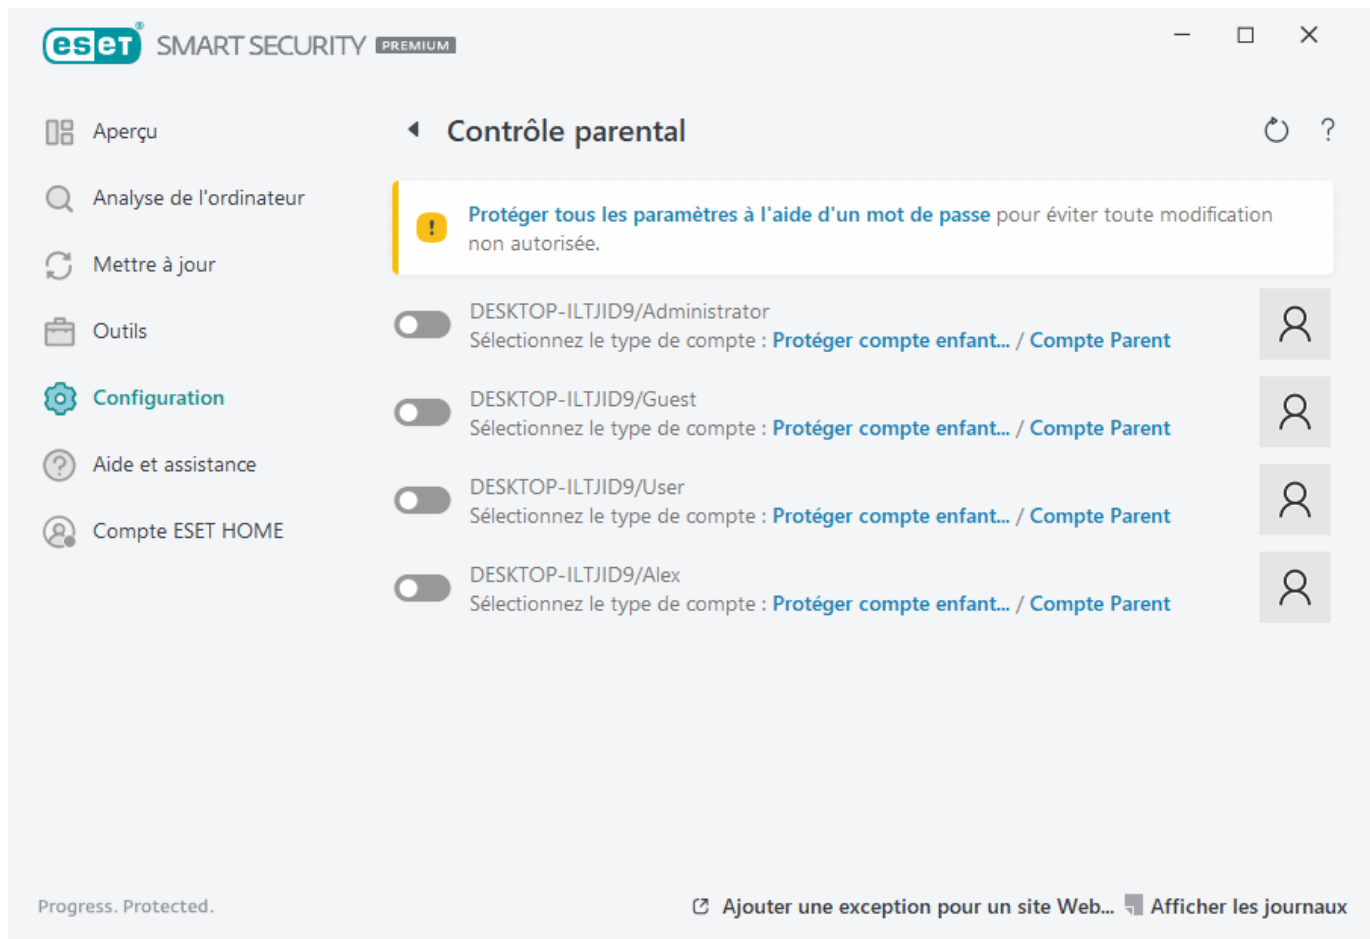 eset® SMART SECURITY PREMIUM
Aperçu
Analyse de l'ordinateur
Mettre à jour
Outils
Configuration
Aide et assistance
Compte ESET HOME
Contrôle parental
?
Protéger tous les paramètres à l'aide d'un mot de passe pour éviter toute modification
non autorisée.
DESKTOP-ILTJID9/Administrator
Sélectionnez le type de compte : Protéger compte enfant... / Compte Parent
DESKTOP-ILTJID9/Guest
Sélectionnez le type de compte : Protéger compte enfant... / Compte Parent
DESKTOP-ILTJID9/User
Sélectionnez le type de compte : Protéger compte enfant... / Compte Parent
DESKTOP-ILTJID9/Alex
Sélectionnez le type de compte : Protéger compte enfant... / Compte Parent
Progress. Protected.
Ajouter une exception pour un site Web... Afficher les journaux